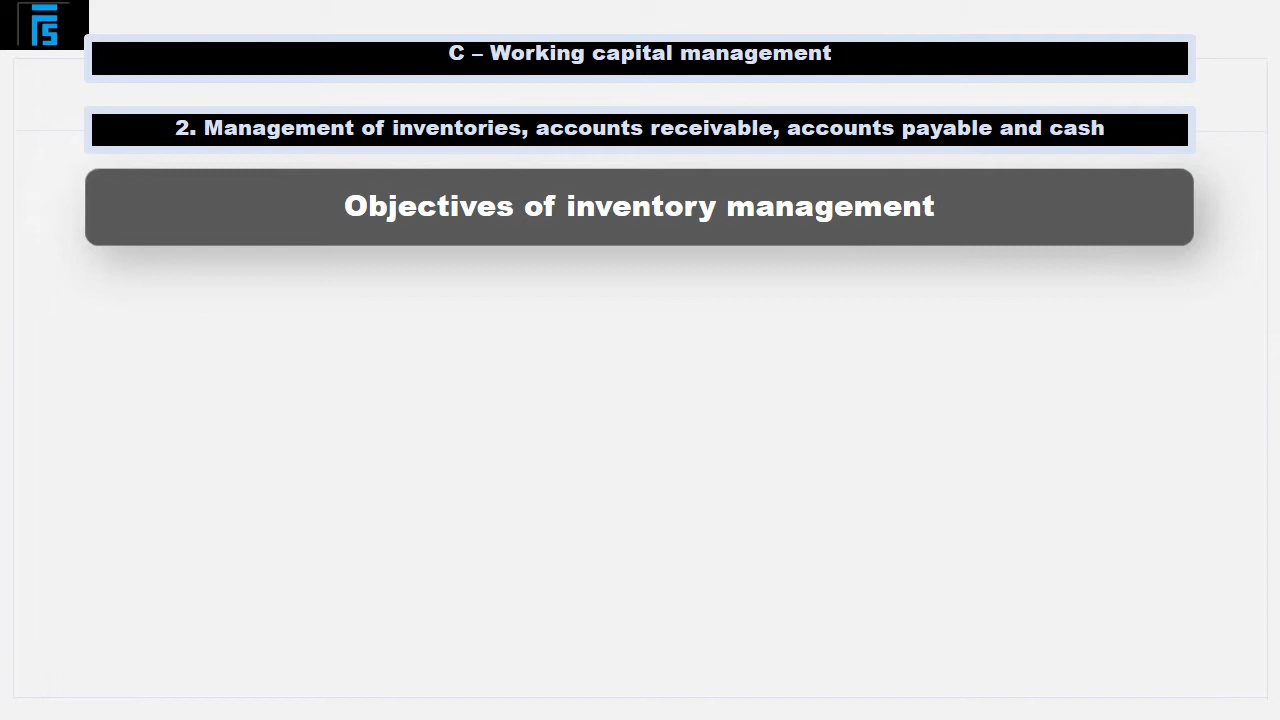 C – Working capital management
2. Management of inventories, accounts receivable, accounts payable and cash
Objectives of inventory management